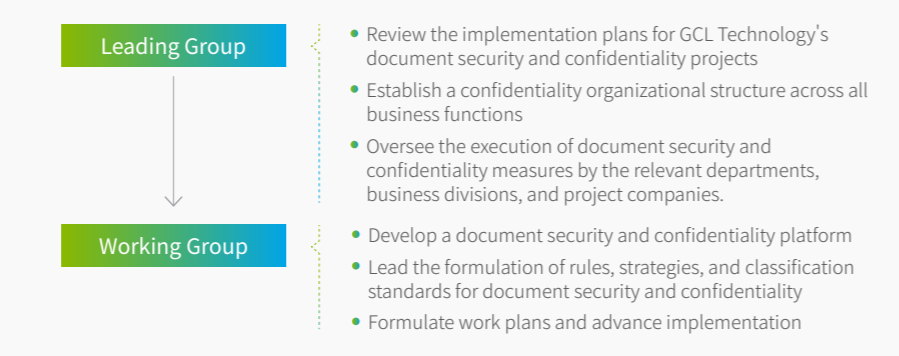 Leading Group
• Review the implementation plans for GCL Technology's
document security and confidentiality projects
• Establish a confidentiality organizational structure across all
business functions
• Oversee the execution of document security and
confidentiality measures by the relevant departments,
business divisions, and project companies.
Working Group
• Develop a document security and confidentiality platform
• Lead the formulation of rules, strategies, and classification
standards for document security and confidentiality
• Formulate work plans and advance implementation